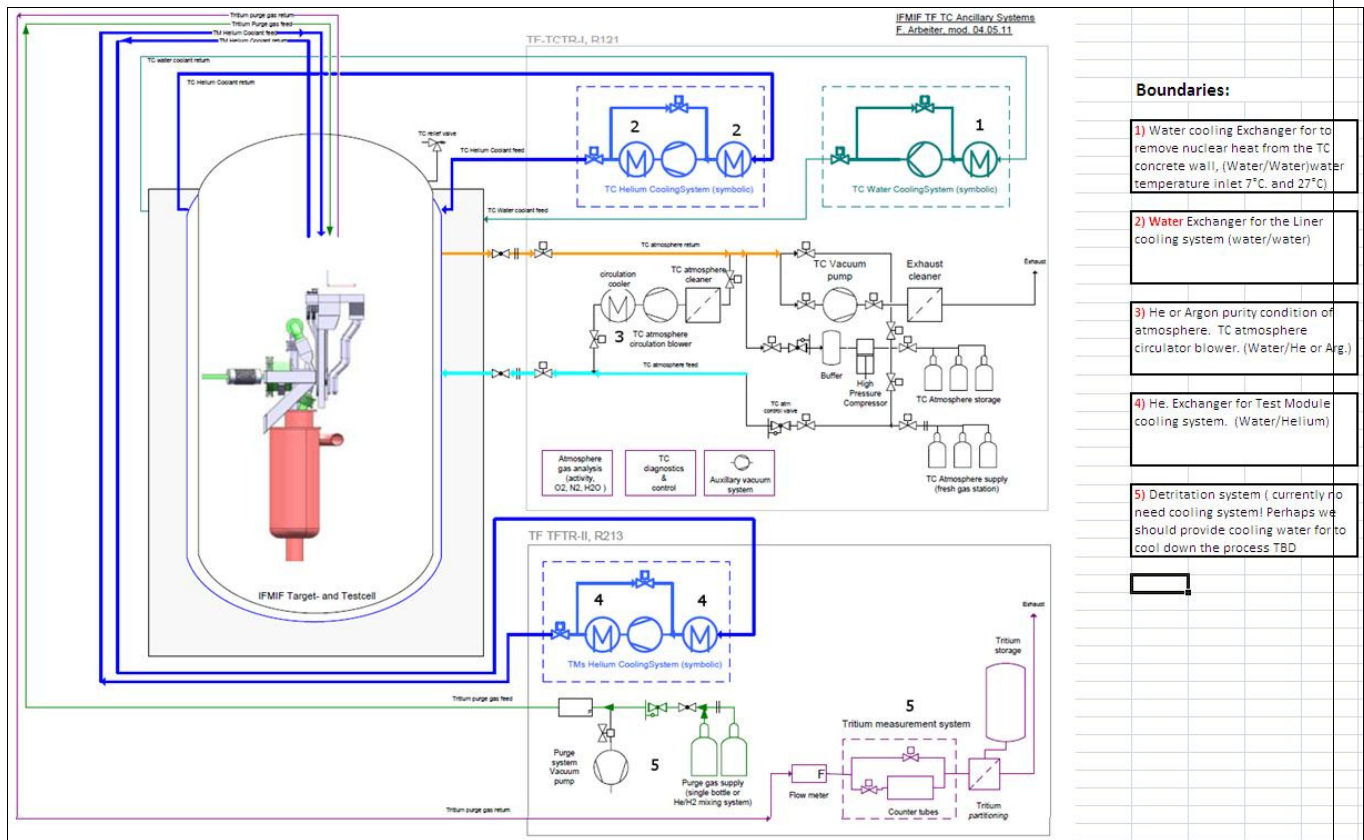 Tritium purge gas return
Tritium Purge gas feed
TM Helium Coolant feed
TM Helium Coolant return
IFMIF TF TC Ancillary Systems
F. Arbeiter, mod. 04.05.11
TF-TCTR-I, R121
TC water coolant return
TC Helium Coolant return
TC relief valve
TC Helium Coolant feed
2
2
1
TC Helium CoolingSystem (symbolic)
TC Water CoolingSystem (symbolic)
TC Water coolant feed
TC atmosphere return
circulation
cooler
TC atmosphere
cleaner
TC Vacuum
pump
Exhaust
cleaner
Exhaust
3
TC atmosphere
circulation blower
TC atmosphere feed
Buffer
High
Pressure
Compressor
TC Atmosphere storage
TC atm
control valve
Atmosphere
gas analysis
(activity,
O2, N2, H2O )
TC
diagnostics
&
control
Auxillary vacuum
system
TC Atmosphere supply
(fresh gas station)
IFMIF Target- and Testcell
TF TFTR-II, R213
4
4
TMs Helium CoolingSystem (symbolic)
Tritium purge gas feed
Purge
system
Vacuum
pump
5
Purge gas supply
(single bottle or
He/H2 mixing system)
Tritium purge gas return
5
Tritium measurement system
F
Flow meter
Counter tubes
Tritium
partitioning
Tritium
storage
Exhaust
Boundaries:
1) Water cooling Exchanger for to
remove nuclear heat from the TC
concrete wall, (Water/Water)water
temperature inlet 7°C. and 27°C)
2) Water Exchanger for the Liner
cooling system (water/water)
3) He or Argon purity condition of
atmosphere. TC atmosphere
circulator blower. (Water/He or Arg.)
4) He. Exchanger for Test Module
cooling system. (Water/Helium)
5) Detritation system ( currently no
need cooling system! Perhaps we
should provide cooling water for to
cool down the process TBD